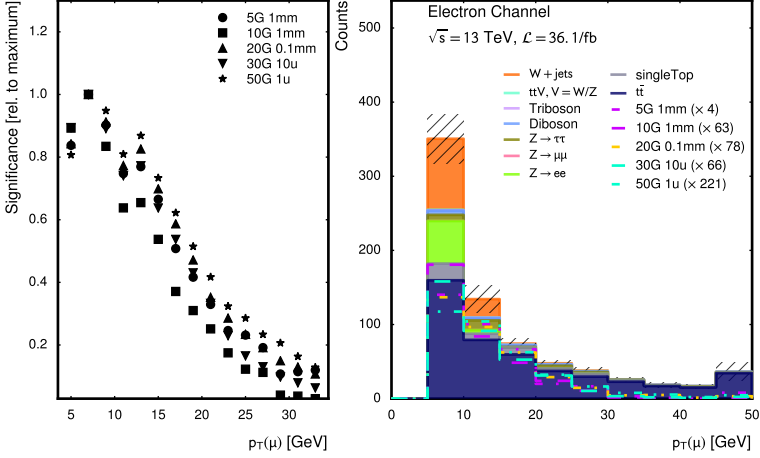 Significance [rel. to maximum]
1.2
1.0
0.8
0.6
0.4
0.2
5 10 15 20 25 30
p_T(μ) [GeV]
5G 1mm
10G 1mm
20G 0.1mm
30G 10u
50G 1u
Counts
500
400
300
200
100
0
0 10 20 30 40 50
p_T(μ) [GeV]
Electron Channel
√s = 13 TeV, ℒ = 36.1/fb
W + jets
ttV, V = W/Z
Triboson
Diboson
Z → ττ
Z → μμ
Z → ee
singleTop
tt̄
5G 1mm (× 4)
10G 1mm (× 63)
20G 0.1mm (× 78)
30G 10u (× 66)
50G 1u (× 221)